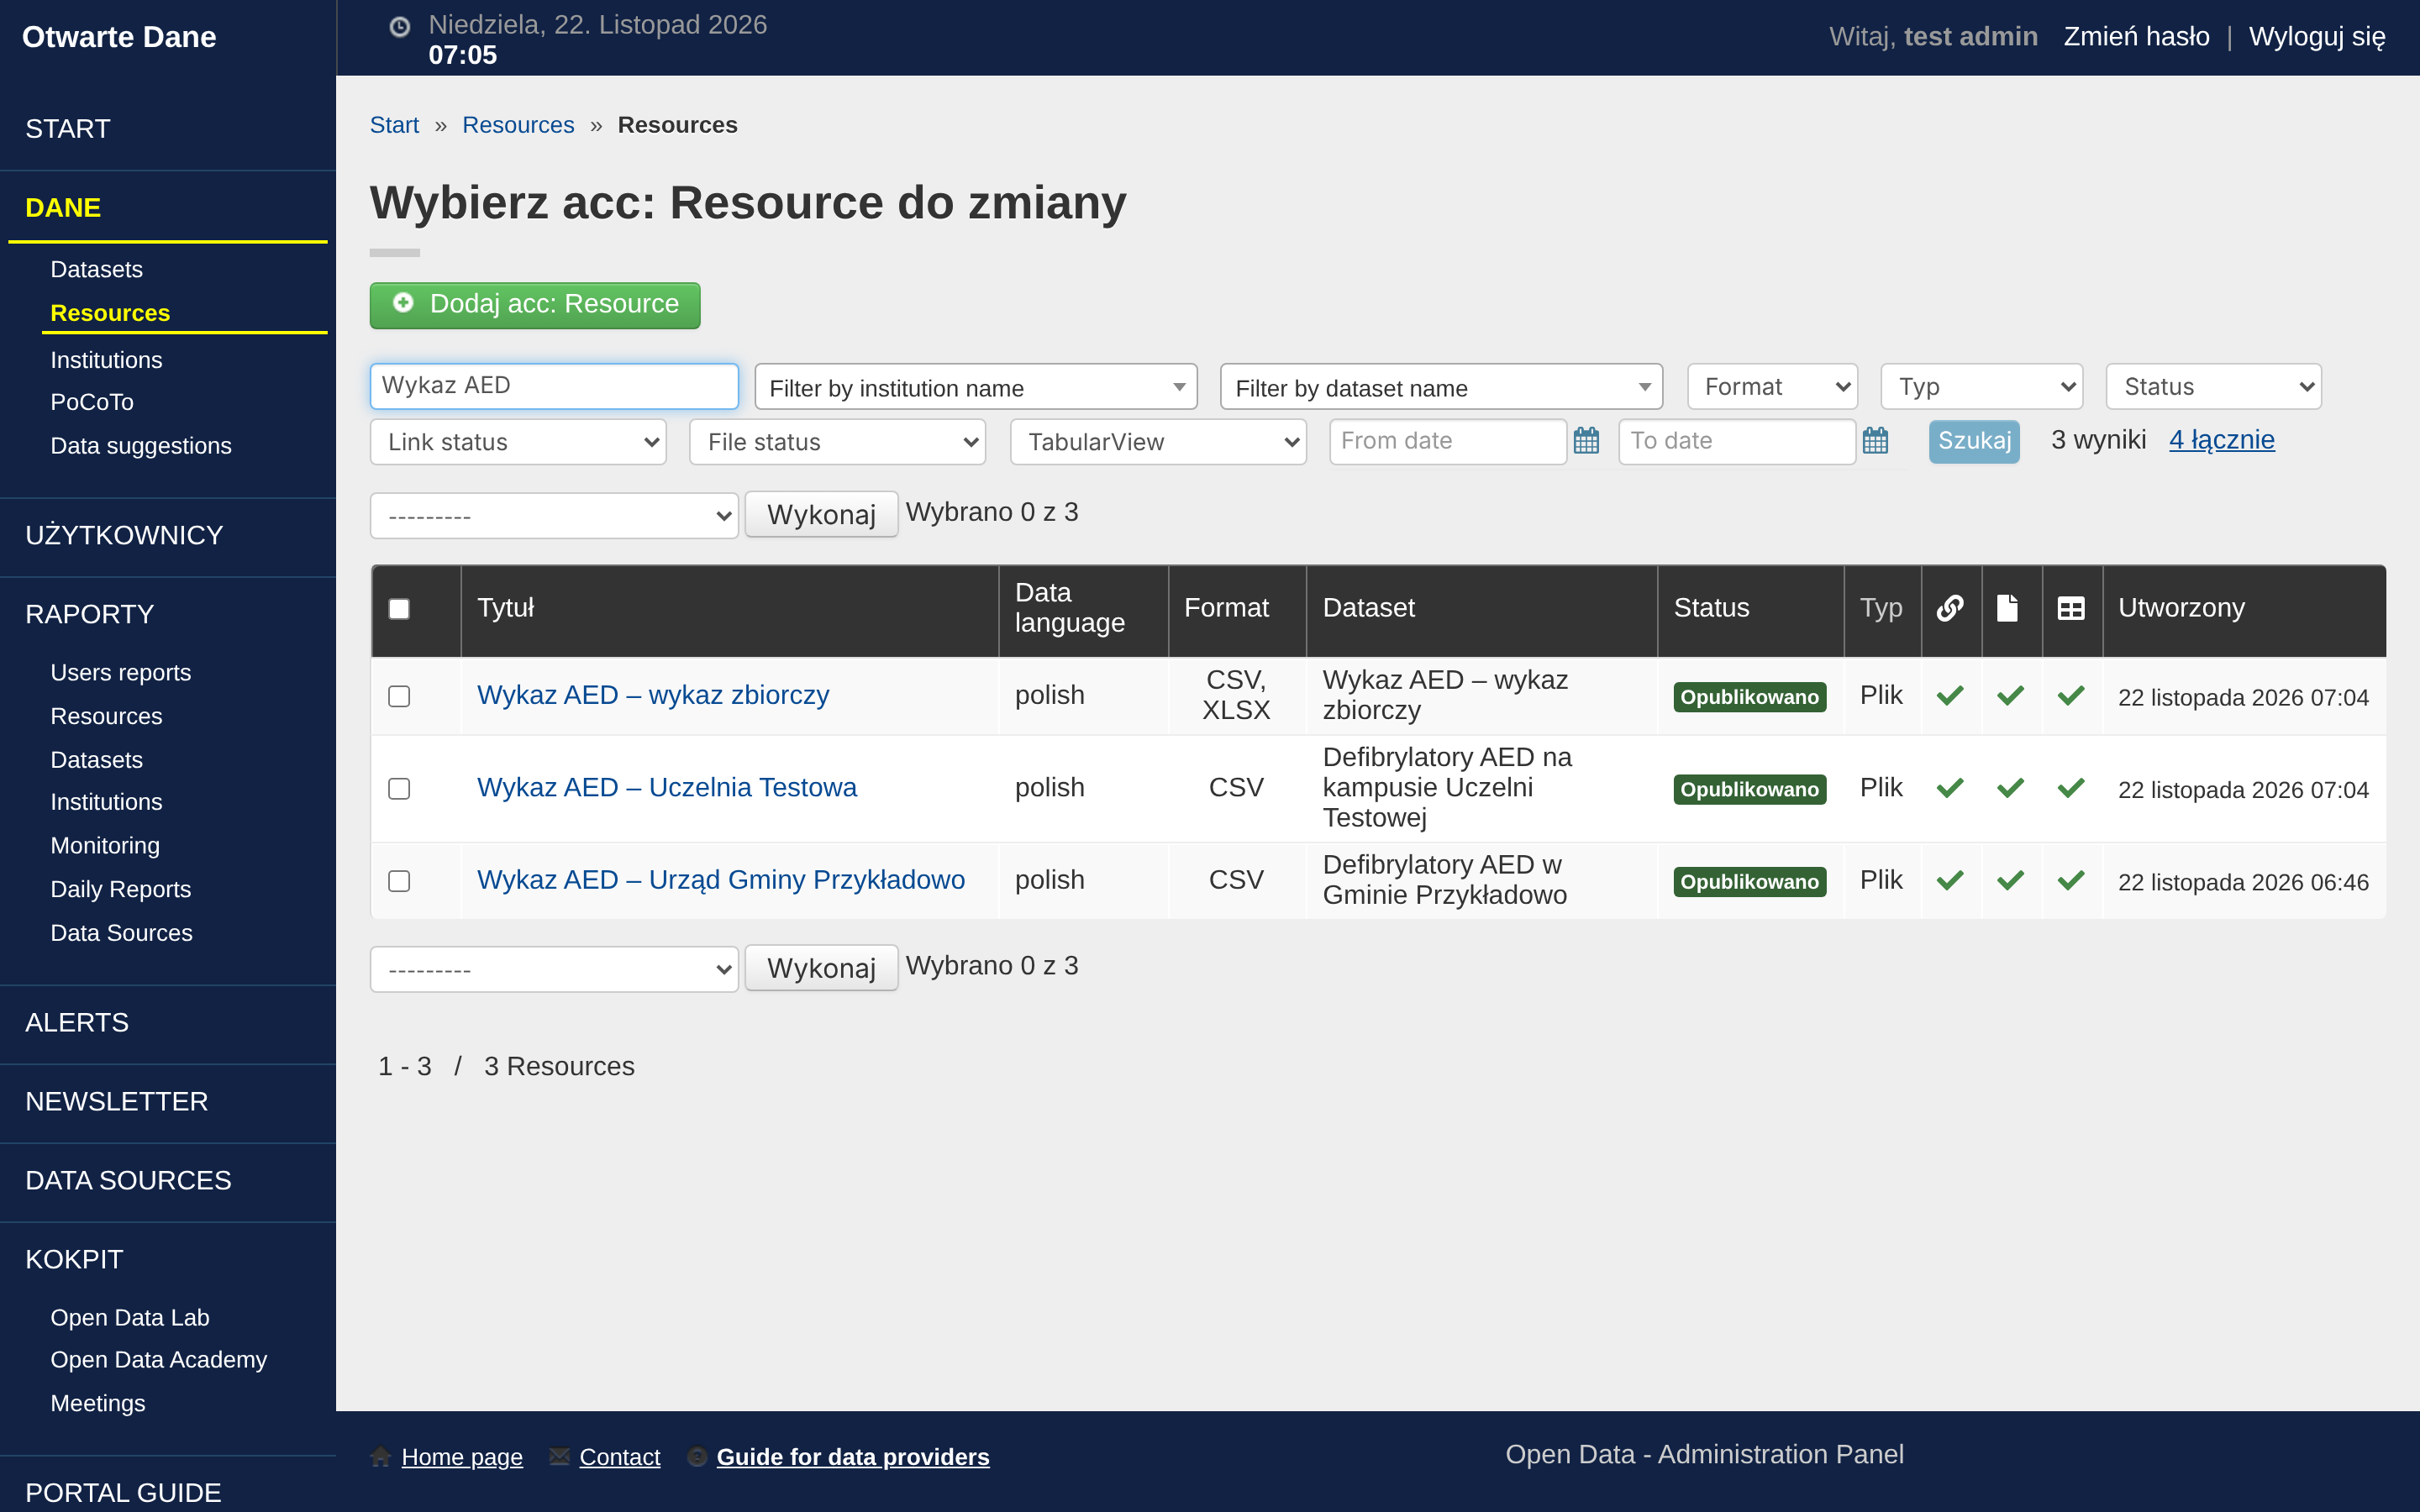 Otwarte Dane
Niedziela, 22. Listopad 2026
07:05
Witaj, test admin Zmień hasło | Wyloguj się
START
DANE
Datasets
Resources
Institutions
PoCoTo
Data suggestions
UŻYTKOWNICY
RAPORTY
Users reports
Resources
Datasets
Institutions
Monitoring
Daily Reports
Data Sources
ALERTS
NEWSLETTER
DATA SOURCES
KOKPIT
Open Data Lab
Open Data Academy
Meetings
PORTAL GUIDE
Start » Resources » Resources
Wybierz acc: Resource do zmiany
Dodaj acc: Resource
Wykaz AED Filter by institution name Filter by dataset name Format Typ Status
Link status File status TabularView From date To date Szukaj 3 wyniki 4 łącznie
--------- Wykonaj Wybrano 0 z 3
Tytuł Data language Format Dataset Status Typ Utworzony
Wykaz AED – wykaz zbiorczy polish CSV, XLSX Wykaz AED – wykaz zbiorczy Opublikowano Plik 22 listopada 2026 07:04
Wykaz AED – Uczelnia Testowa polish CSV Defibrylatory AED na kampusie Uczelni Testowej Opublikowano Plik 22 listopada 2026 07:04
Wykaz AED – Urząd Gminy Przykładowo polish CSV Defibrylatory AED w Gminie Przykładowo Opublikowano Plik 22 listopada 2026 06:46
--------- Wykonaj Wybrano 0 z 3
1 - 3 / 3 Resources
Home page Contact Guide for data providers Open Data - Administration Panel